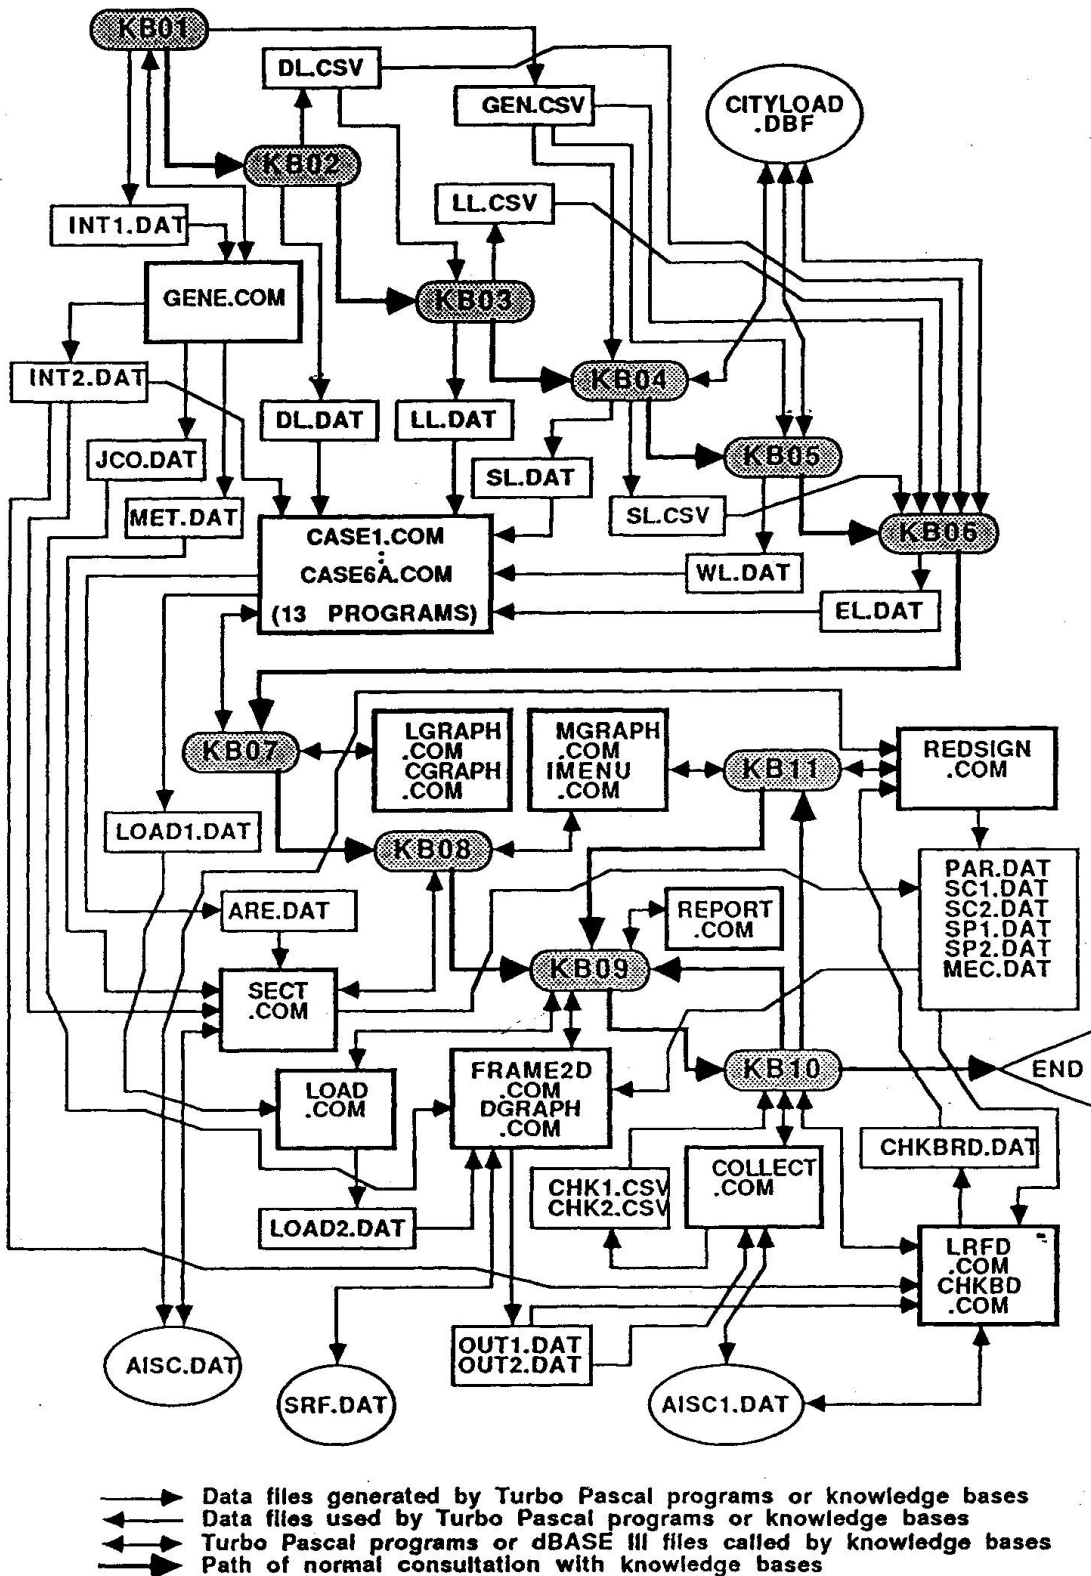 KB01
DL.CSV
GEN.CSV
CITYLOAD
.DBF
KB02
LL.CSV
INT1.DAT
GENE.COM
KB03
INT2.DAT
KB04
DL.DAT
LL.DAT
JCO.DAT
KB05
SL.DAT
MET.DAT
SL.CSV
KB06
CASE1.COM
:
CASE6A.COM
(13 PROGRAMS)
WL.DAT
EL.DAT
KB07
LGRAPH
.COM
CGRAPH
.COM
MGRAPH
.COM
IMENU
.COM
KB11
REDSIGN
.COM
LOAD1.DAT
KB08
PAR.DAT
SC1.DAT
SC2.DAT
SP1.DAT
SP2.DAT
MEC.DAT
ARE.DAT
REPORT
.COM
KB09
SECT
.COM
KB10
END
LOAD
.COM
FRAME2D
.COM
DGRAPH
.COM
CHKBRD.DAT
CHK1.CSV
CHK2.CSV
COLLECT
.COM
LOAD2.DAT
LRFD
.COM
CHKBD
.COM
OUT1.DAT
OUT2.DAT
AISC.DAT
SRF.DAT
AISC1.DAT
Data files generated by Turbo Pascal programs or knowledge bases
Data files used by Turbo Pascal programs or knowledge bases
Turbo Pascal programs or dBASE III files called by knowledge bases
Path of normal consultation with knowledge bases